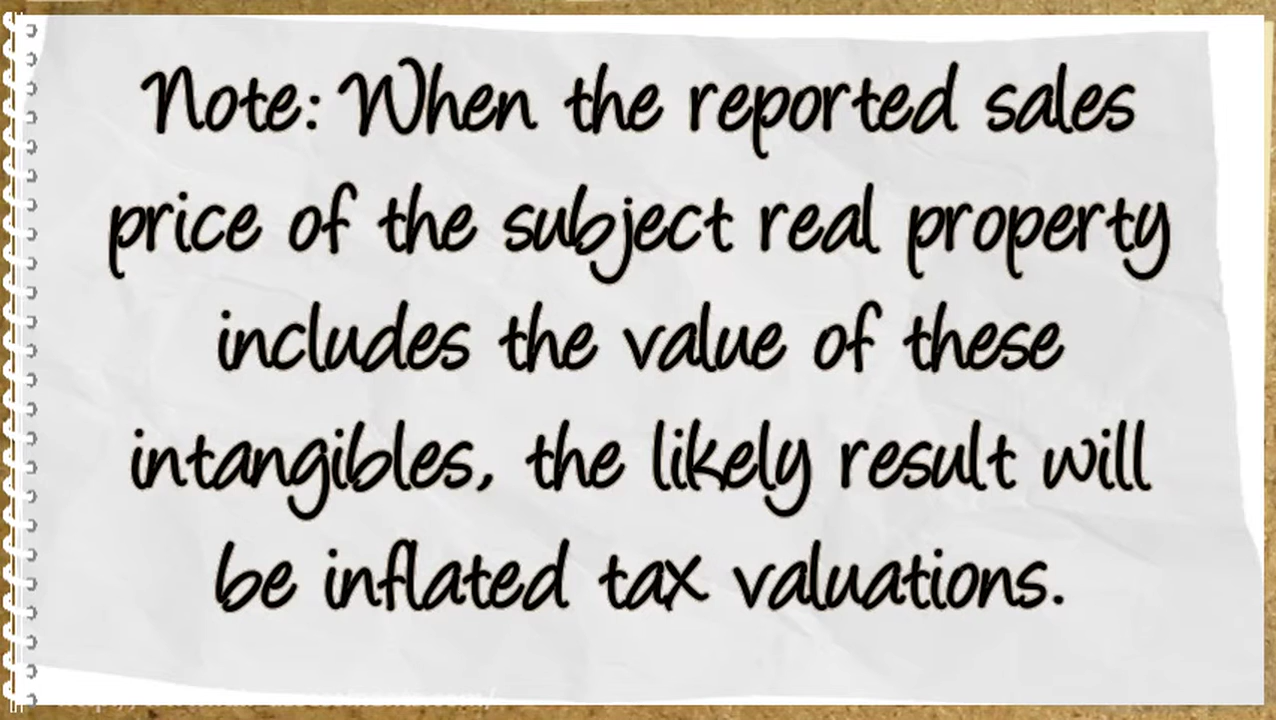 Note: When the reported sales
price of the subject real property
includes the value of these
intangibles, the likely result will
be inflated tax valuations.